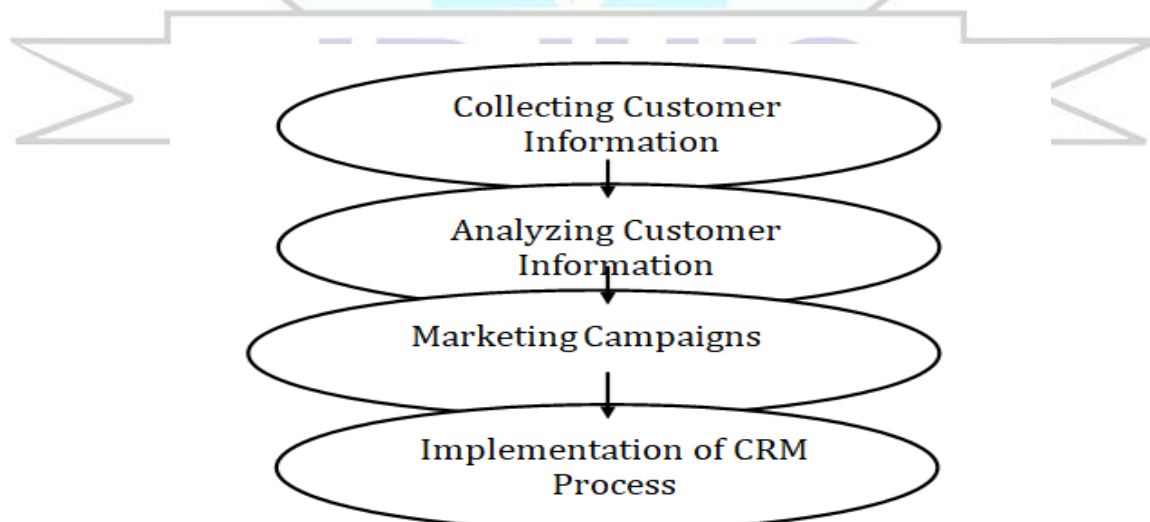 Collecting Customer
Information
Analyzing Customer
Information
Marketing Campaigns
Implementation of CRM
Process